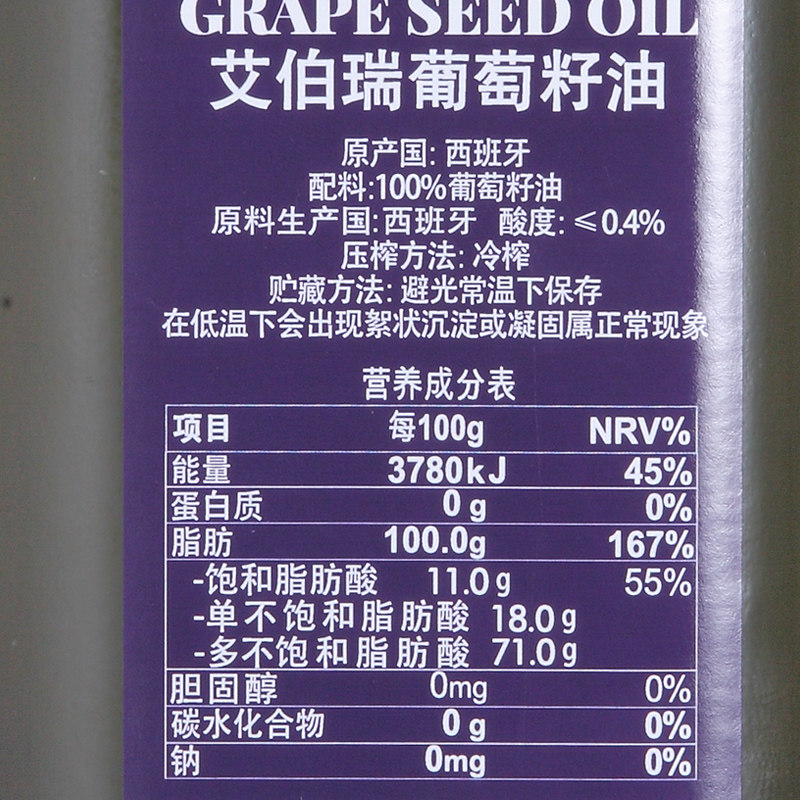 GRAPE SEED OIL
艾伯瑞葡萄籽油
原产国: 西班牙
配料:100%葡萄籽油
原料生产国:西班牙 酸度: ≤0.4%
压榨方法: 冷榨
贮藏方法: 避光常温下保存
在低温下会出现絮状沉淀或凝固属正常现象
营养成分表
项目 每100g NRV%
能量 3780kJ 45%
蛋白质 0 g 0%
脂肪 100.0g 167%
-饱和脂肪酸 11.0g 55%
-单不饱和脂肪酸 18.0g
-多不饱和脂肪酸 71.0g
胆固醇 0mg 0%
碳水化合物 0 g 0%
钠 0mg 0%